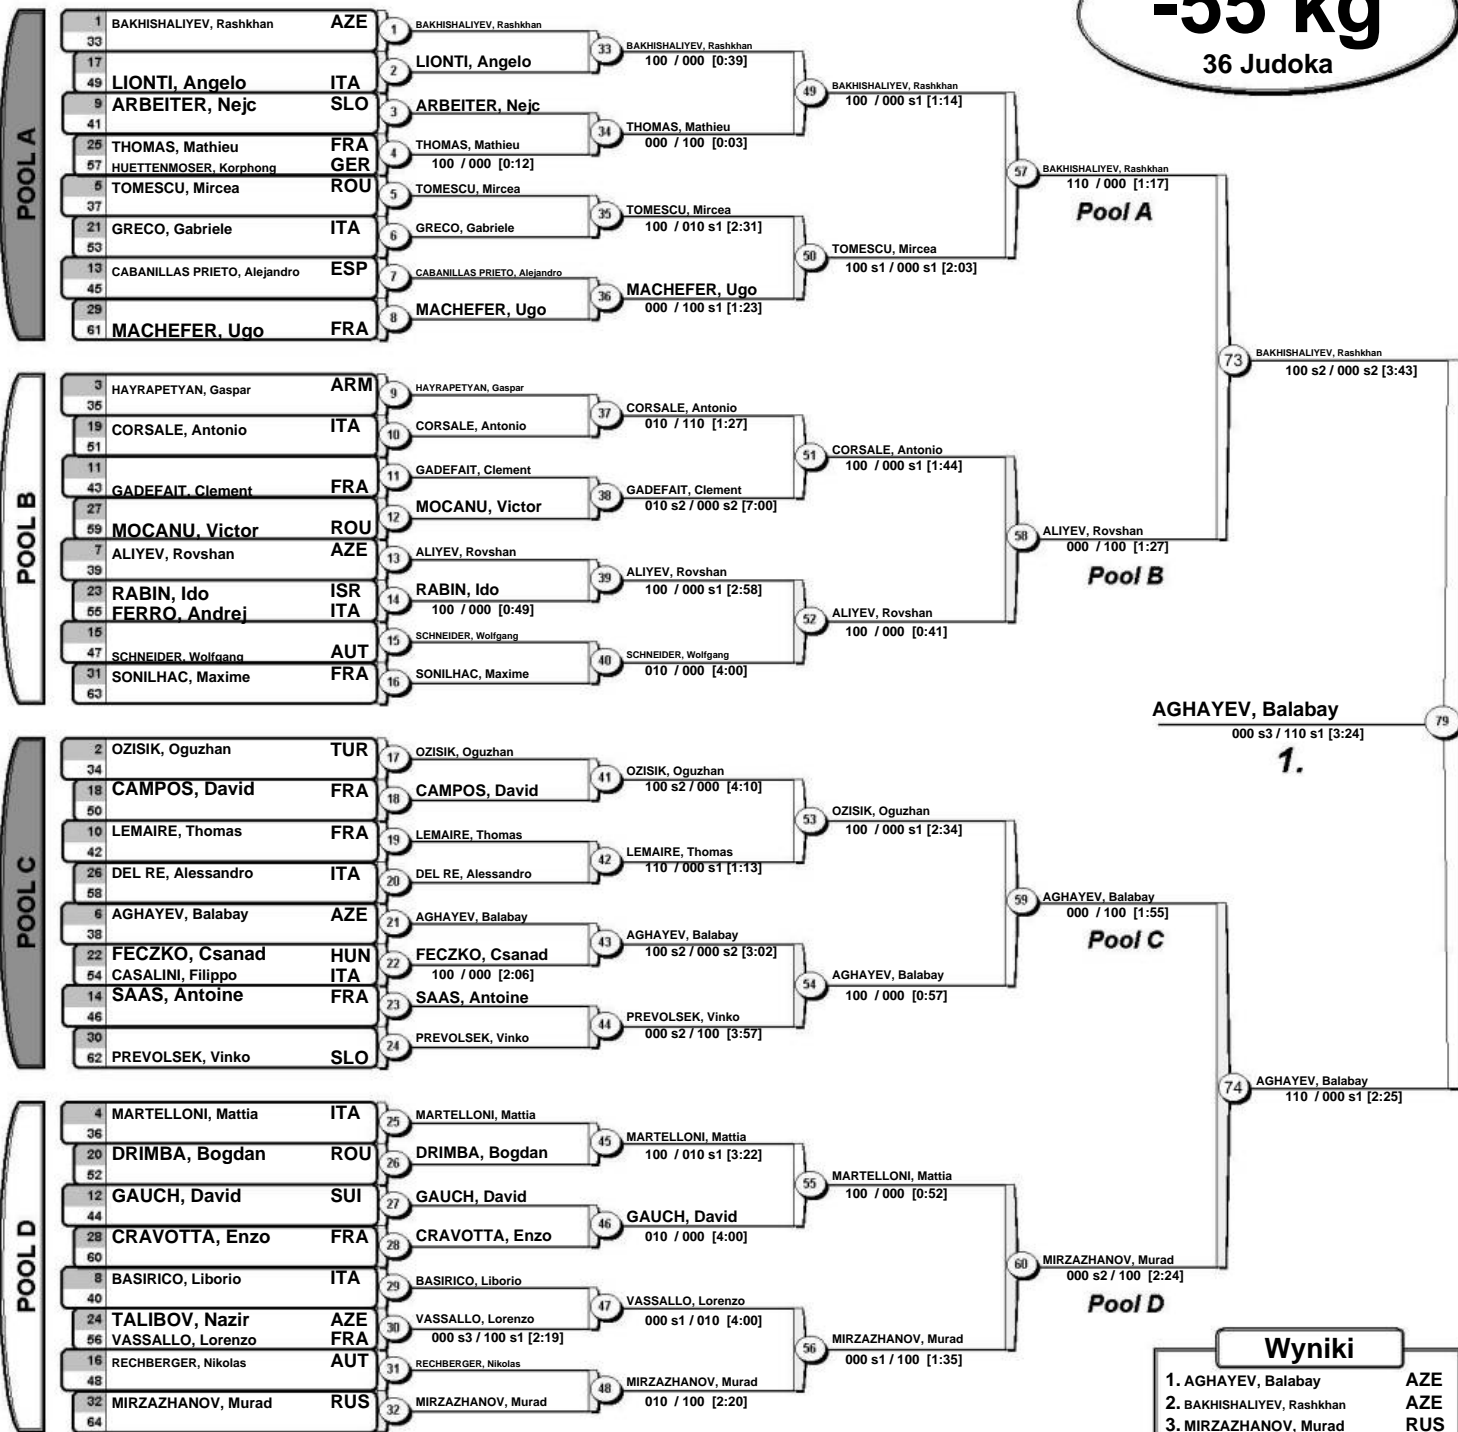 -55 kg
36 Judoka
POOL A
1 BAKHISHALIYEV, Rashkhan AZE
33
17
49 LIONTI, Angelo ITA
9 ARBEITER, Nejc SLO
41
25 THOMAS, Mathieu FRA
57 HUETTENMOSER, Korphong GER
5 TOMESCU, Mircea ROU
37
21 GRECO, Gabriele ITA
53
13 CABANILLAS PRIETO, Alejandro ESP
45
29
61 MACHEFER, Ugo FRA
1 BAKHISHALIYEV, Rashkhan
2 LIONTI, Angelo
3 ARBEITER, Nejc
4 THOMAS, Mathieu
100 / 000 [0:12]
5 TOMESCU, Mircea
6 GRECO, Gabriele
7 CABANILLAS PRIETO, Alejandro
8 MACHEFER, Ugo
33 BAKHISHALIYEV, Rashkhan
100 / 000 [0:39]
34 THOMAS, Mathieu
000 / 100 [0:03]
35 TOMESCU, Mircea
100 / 010 s1 [2:31]
36 MACHEFER, Ugo
000 / 100 s1 [1:23]
49 BAKHISHALIYEV, Rashkhan
100 / 000 s1 [1:14]
50 TOMESCU, Mircea
100 s1 / 000 s1 [2:03]
57 BAKHISHALIYEV, Rashkhan
110 / 000 [1:17]
Pool A
POOL B
3 HAYRAPETYAN, Gaspar ARM
35
19 CORSALE, Antonio ITA
51
11
43 GADEFAIT, Clement FRA
27
59 MOCANU, Victor ROU
7 ALIYEV, Rovshan AZE
39
23 RABIN, Ido ISR
55 FERRO, Andrej ITA
15
47 SCHNEIDER, Wolfgang AUT
31 SONILHAC, Maxime FRA
63
9 HAYRAPETYAN, Gaspar
10 CORSALE, Antonio
11 GADEFAIT, Clement
12 MOCANU, Victor
13 ALIYEV, Rovshan
14 RABIN, Ido
100 / 000 [0:49]
15 SCHNEIDER, Wolfgang
16 SONILHAC, Maxime
37 CORSALE, Antonio
010 / 110 [1:27]
38 GADEFAIT, Clement
010 s2 / 000 s2 [7:00]
39 ALIYEV, Rovshan
100 / 000 s1 [2:58]
40 SCHNEIDER, Wolfgang
010 / 000 [4:00]
51 CORSALE, Antonio
100 / 000 s1 [1:44]
52 ALIYEV, Rovshan
100 / 000 [0:41]
58 ALIYEV, Rovshan
000 / 100 [1:27]
Pool B
73 BAKHISHALIYEV, Rashkhan
100 s2 / 000 s2 [3:43]
AGHAYEV, Balabay 79
000 s3 / 110 s1 [3:24]
1.
POOL C
2 OZISIK, Oguzhan TUR
34
18 CAMPOS, David FRA
50
10 LEMAIRE, Thomas FRA
42
26 DEL RE, Alessandro ITA
58
6 AGHAYEV, Balabay AZE
38
22 FECZKO, Csanad HUN
54 CASALINI, Filippo ITA
14 SAAS, Antoine FRA
46
30
62 PREVOLSEK, Vinko SLO
17 OZISIK, Oguzhan
18 CAMPOS, David
19 LEMAIRE, Thomas
20 DEL RE, Alessandro
21 AGHAYEV, Balabay
22 FECZKO, Csanad
100 / 000 [2:06]
23 SAAS, Antoine
24 PREVOLSEK, Vinko
41 OZISIK, Oguzhan
100 s2 / 000 [4:10]
42 LEMAIRE, Thomas
110 / 000 s1 [1:13]
43 AGHAYEV, Balabay
100 s2 / 000 s2 [3:02]
44 PREVOLSEK, Vinko
000 s2 / 100 [3:57]
53 OZISIK, Oguzhan
100 / 000 s1 [2:34]
54 AGHAYEV, Balabay
100 / 000 [0:57]
59 AGHAYEV, Balabay
000 / 100 [1:55]
Pool C
POOL D
4 MARTELLONI, Mattia ITA
36
20 DRIMBA, Bogdan ROU
52
12 GAUCH, David SUI
44
28 CRAVOTTA, Enzo FRA
60
8 BASIRICO, Liborio ITA
40
24 TALIBOV, Nazir AZE
56 VASSALLO, Lorenzo FRA
16 RECHBERGER, Nikolas AUT
48
32 MIRZAZHANOV, Murad RUS
64
25 MARTELLONI, Mattia
26 DRIMBA, Bogdan
27 GAUCH, David
28 CRAVOTTA, Enzo
29 BASIRICO, Liborio
30 VASSALLO, Lorenzo
000 s3 / 100 s1 [2:19]
31 RECHBERGER, Nikolas
32 MIRZAZHANOV, Murad
45 MARTELLONI, Mattia
100 / 010 s1 [3:22]
46 GAUCH, David
010 / 000 [4:00]
47 VASSALLO, Lorenzo
000 s1 / 010 [4:00]
48 MIRZAZHANOV, Murad
010 / 100 [2:20]
55 MARTELLONI, Mattia
100 / 000 [0:52]
56 MIRZAZHANOV, Murad
000 s1 / 100 [1:35]
60 MIRZAZHANOV, Murad
000 s2 / 100 [2:24]
Pool D
74 AGHAYEV, Balabay
110 / 000 s1 [2:25]
Wyniki
1. AGHAYEV, Balabay AZE
2. BAKHISHALIYEV, Rashkhan AZE
3. MIRZAZHANOV, Murad RUS